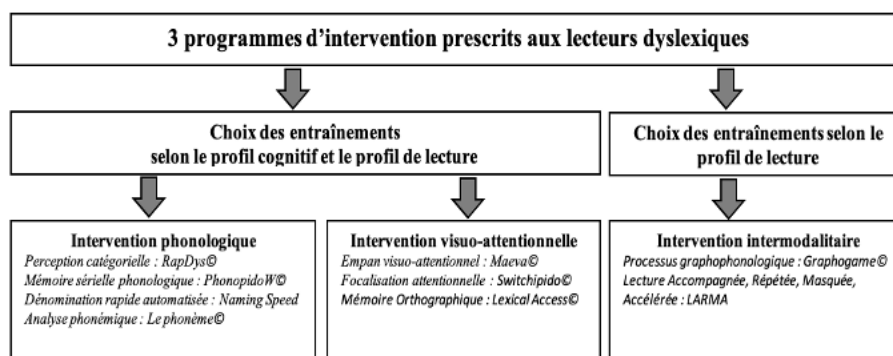 3 programmes d’intervention prescrits aux lecteurs dyslexiques
Choix des entraînements
selon le profil cognitif et le profil de lecture
Choix des entraînements selon le
profil de lecture
Intervention phonologique
Perception catégorielle : RapDys©
Mémoire sérielle phonologique : PhonopidoW©
Dénomination rapide automatisée : Naming Speed
Analyse phonémique : Le phonème©
Intervention visuo-attentionnelle
Empan visuo-attentionnel : Maeva©
Focalisation attentionnelle : Switchipido©
Mémoire Orthographique : Lexical Access©
Intervention intermodalitaire
Processus graphophonologique : Graphogame©
Lecture Accompagnée, Répétée, Masquée,
Accélérée : LARMA